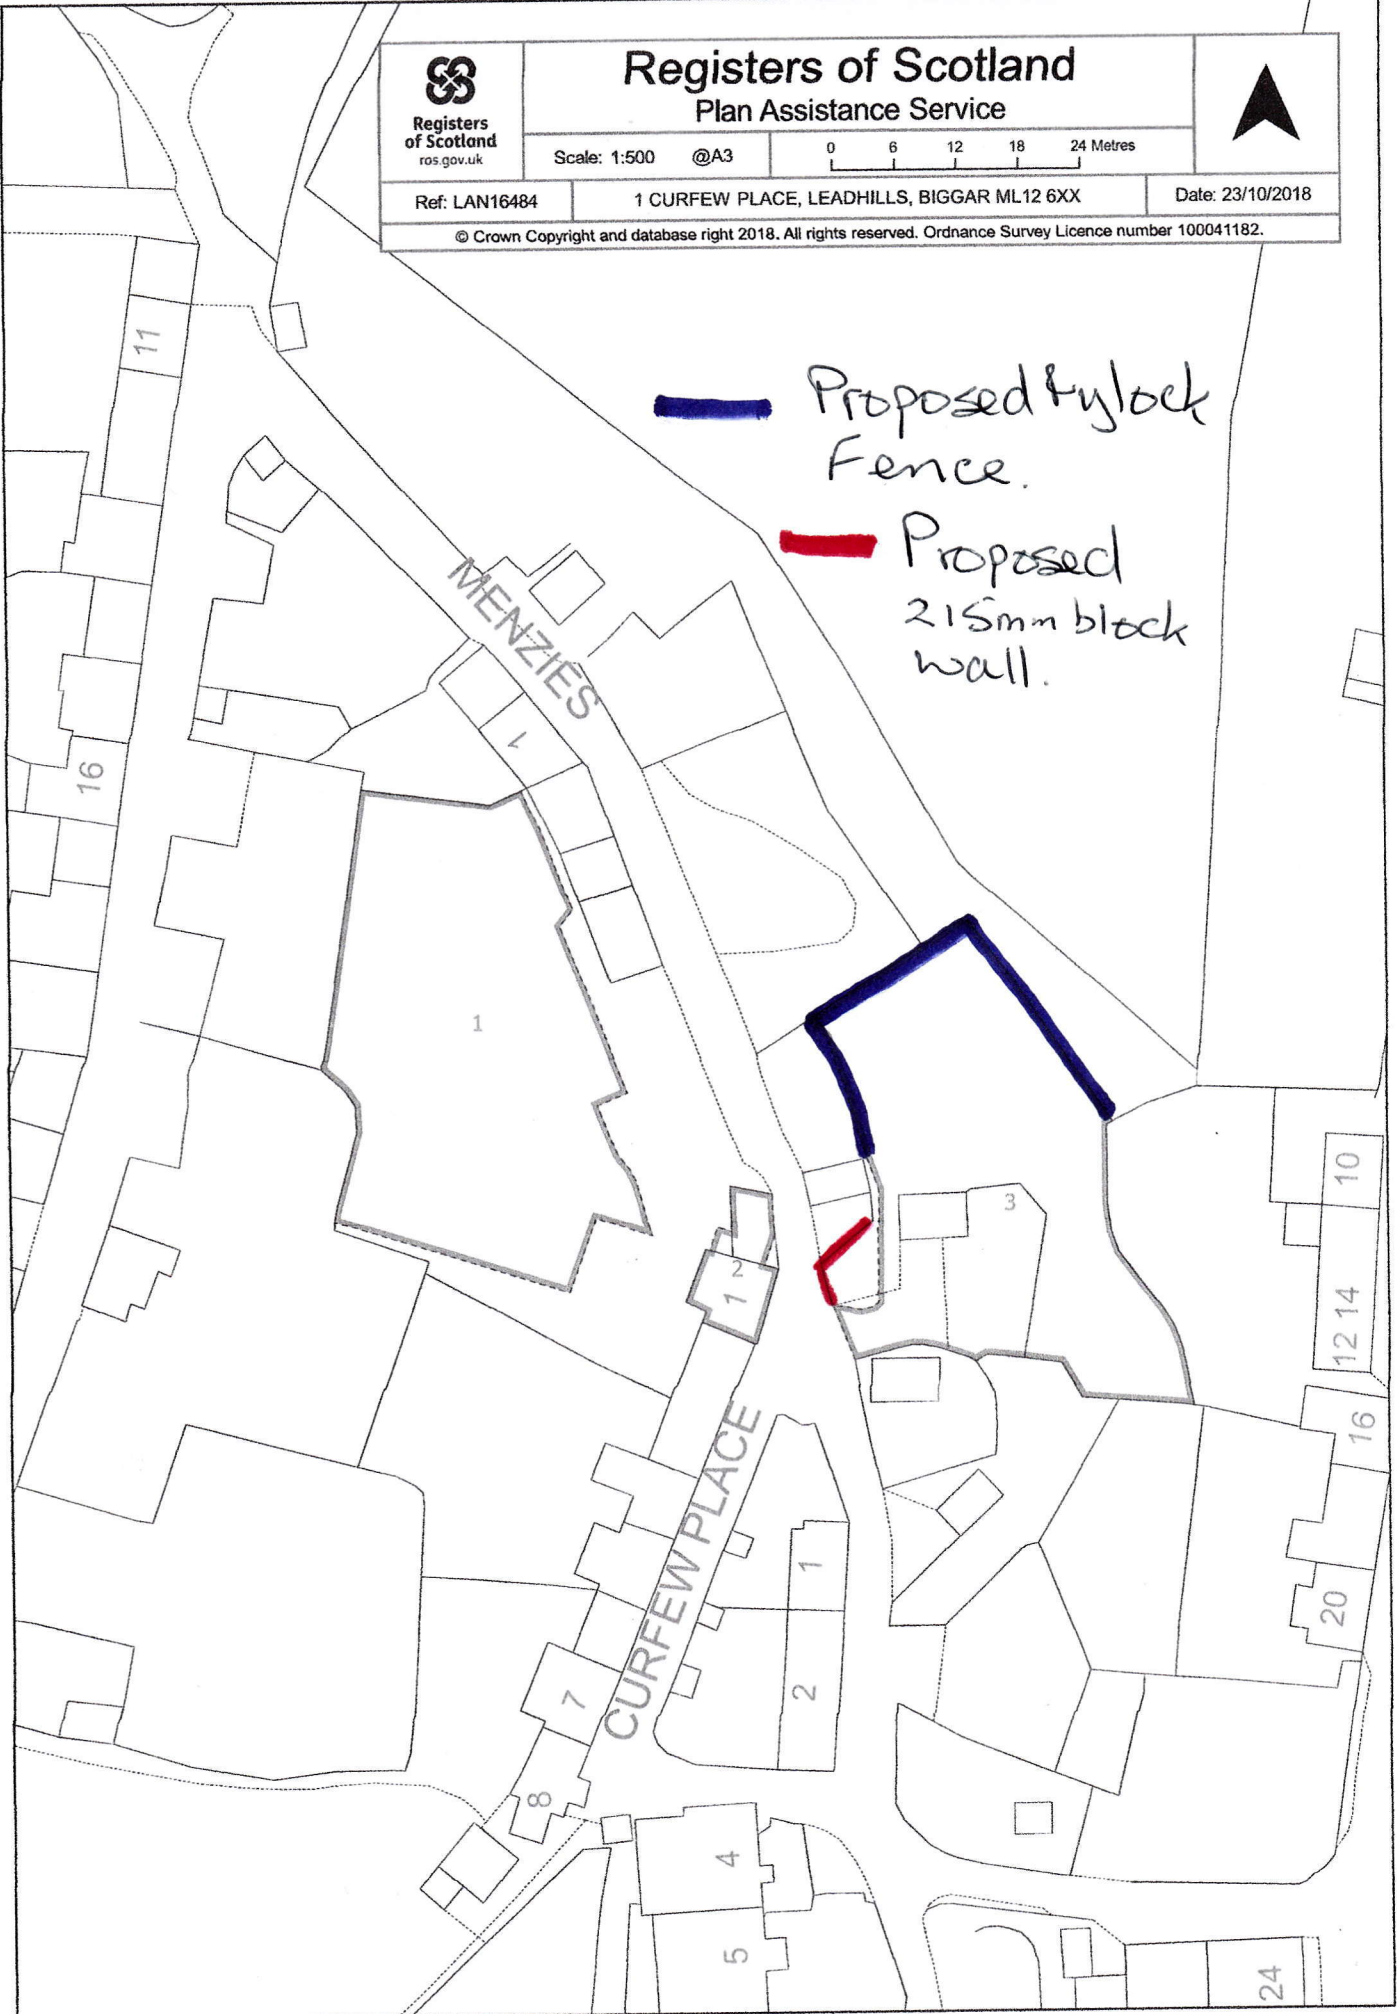 Registers
of Scotland
ros.gov.uk
Registers of Scotland
Plan Assistance Service
Scale: 1:500 @A3
0 6 12 18 24 Metres
Ref: LAN16484
1 CURFEW PLACE, LEADHILLS, BIGGAR ML12 6XX
Date: 23/10/2018
© Crown Copyright and database right 2018. All rights reserved. Ordnance Survey Licence number 100041182.
11
Proposed
Fence.
Proposed
215mm block
wall.
MENZIES
1
16
1
10
3
2
1
12 14
16
CURFEW PLACE
1
20
2
7
8
4
5
24